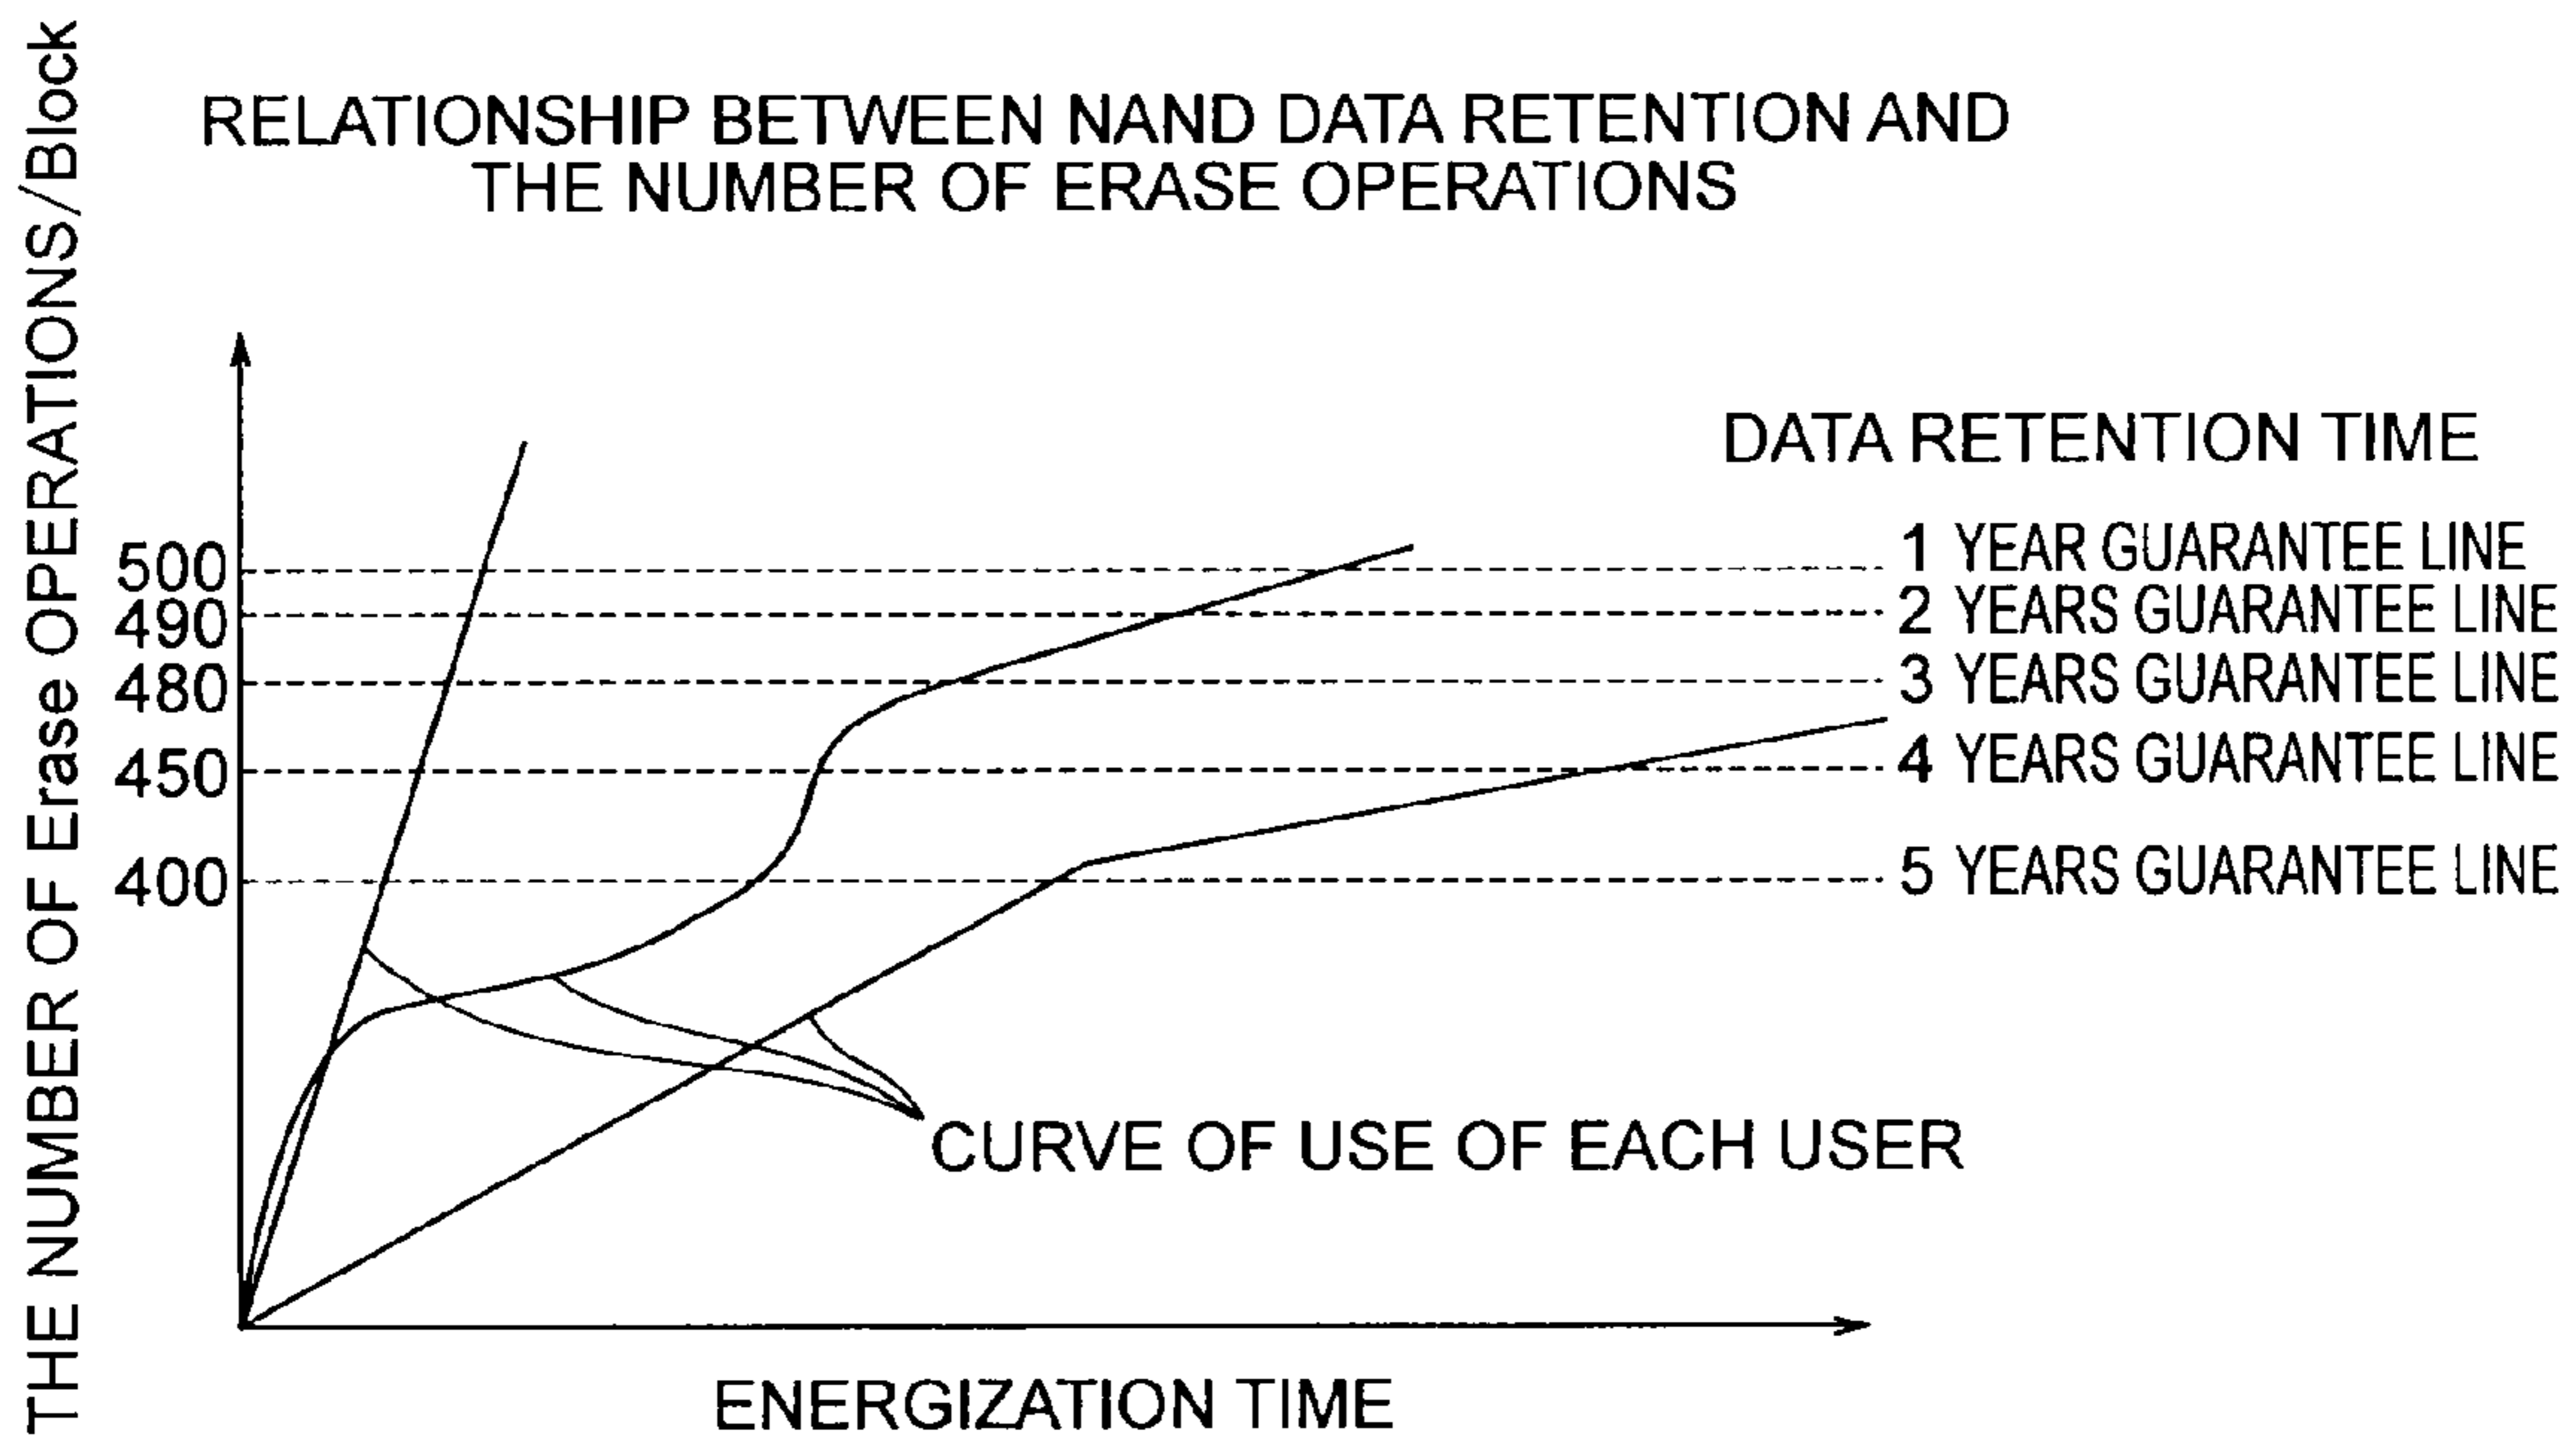 RELATIONSHIP BETWEEN NAND DATA RETENTION AND
THE NUMBER OF ERASE OPERATIONS
THE NUMBER OF Erase OPERATIONS/Block
DATA RETENTION TIME
500
1 YEAR GUARANTEE LINE
490
2 YEARS GUARANTEE LINE
480
3 YEARS GUARANTEE LINE
450
4 YEARS GUARANTEE LINE
400
5 YEARS GUARANTEE LINE
CURVE OF USE OF EACH USER
ENERGIZATION TIME